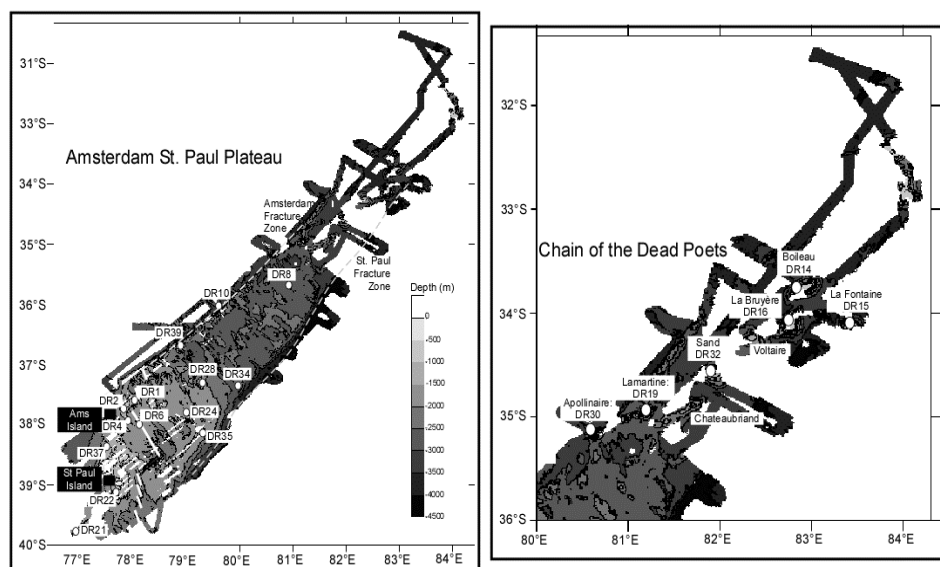 31°S
33°S
Amsterdam St. Paul Plateau
34°S
Amsterdam
Fracture
Zone
35°S
St. Paul
Fracture
Zone
DR8
Depth (m)
DR10
36°S
0
-500
DR39
-1000
37°S
-1500
DR28
DR34
-2000
DR1
DR2
-2500
Ams
Island
DR6
DR24
38°S
DR4
-3000
DR35
DR37
-3500
St Paul
Island
39°S
-4000
DR22
-4500
DR21
40°S
77°E
78°E
79°E
80°E
81°E
82°E
83°E
84°E
32°S
33°S
Chain of the Dead Poets
Boileau
DR14
La Bruyère
DR16
La Fontaine
DR15
34°S
Sand
DR32
Voltaire
Lamartine:
DR19
Apollinaire:
DR30
35°S
Chateaubriand
36°S
80°E
81°E
82°E
83°E
84°E